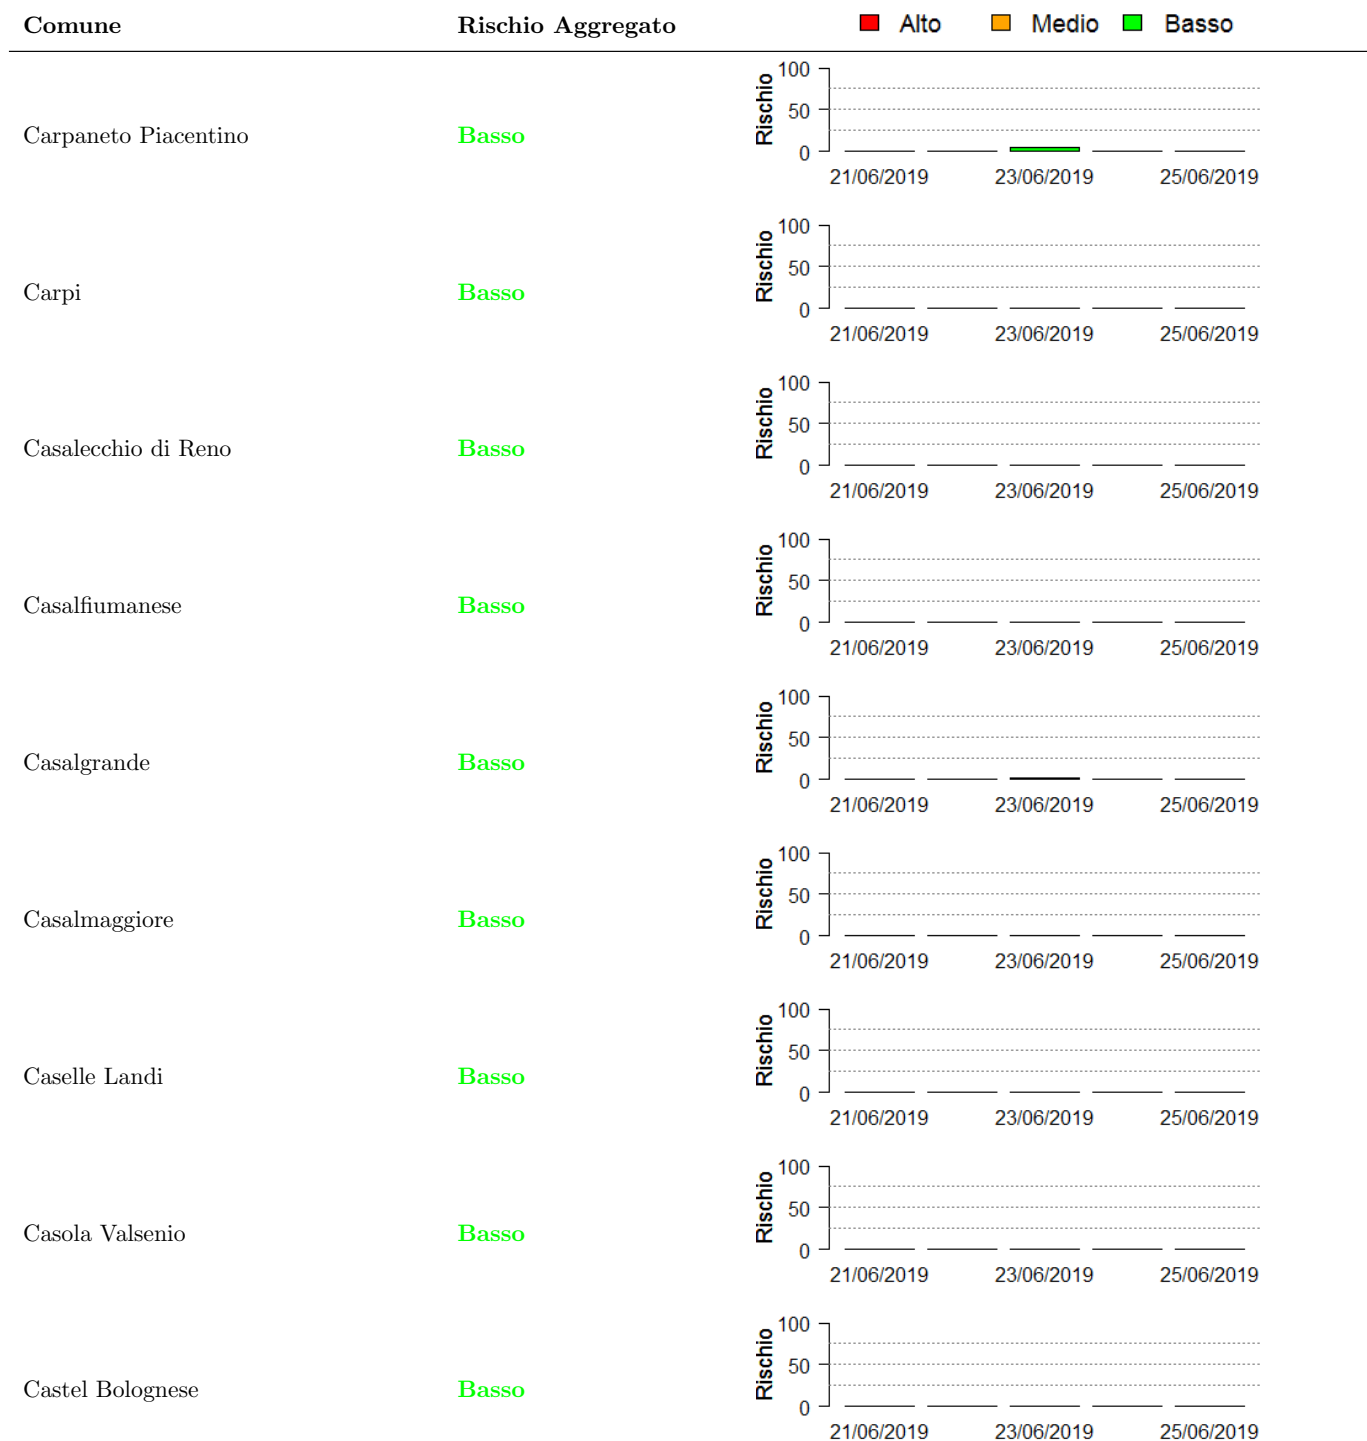 Comune Rischio Aggregato Alto Medio Basso
Carpaneto Piacentino Basso
Rischio
100
50
0
21/06/2019 23/06/2019 25/06/2019
Carpi Basso
Rischio
100
50
0
21/06/2019 23/06/2019 25/06/2019
Casalecchio di Reno Basso
Rischio
100
50
0
21/06/2019 23/06/2019 25/06/2019
Casalfiumanese Basso
Rischio
100
50
0
21/06/2019 23/06/2019 25/06/2019
Casalgrande Basso
Rischio
100
50
0
21/06/2019 23/06/2019 25/06/2019
Casalmaggiore Basso
Rischio
100
50
0
21/06/2019 23/06/2019 25/06/2019
Caselle Landi Basso
Rischio
100
50
0
21/06/2019 23/06/2019 25/06/2019
Casola Valsenio Basso
Rischio
100
50
0
21/06/2019 23/06/2019 25/06/2019
Castel Bolognese Basso
Rischio
100
50
0
21/06/2019 23/06/2019 25/06/2019